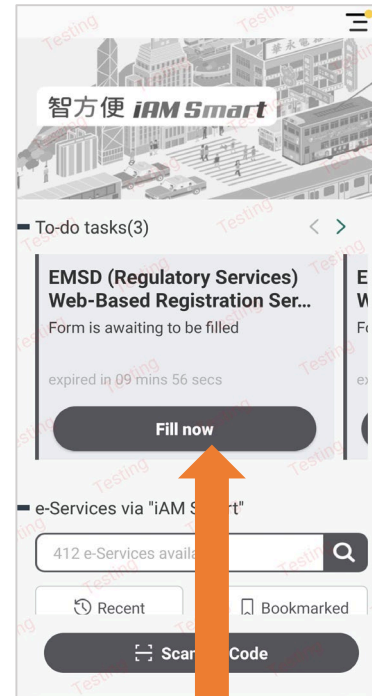 智方便 iAM Smart
To-do tasks(3)
EMSD (Regulatory Services)
Web-Based Registration Ser...
Form is awaiting to be filled
expired in 09 mins 56 secs
Fill now
e-Services via "iAM S rt"
412 e-Services availa
Recent
Bookmarked
Scan Code
Testing